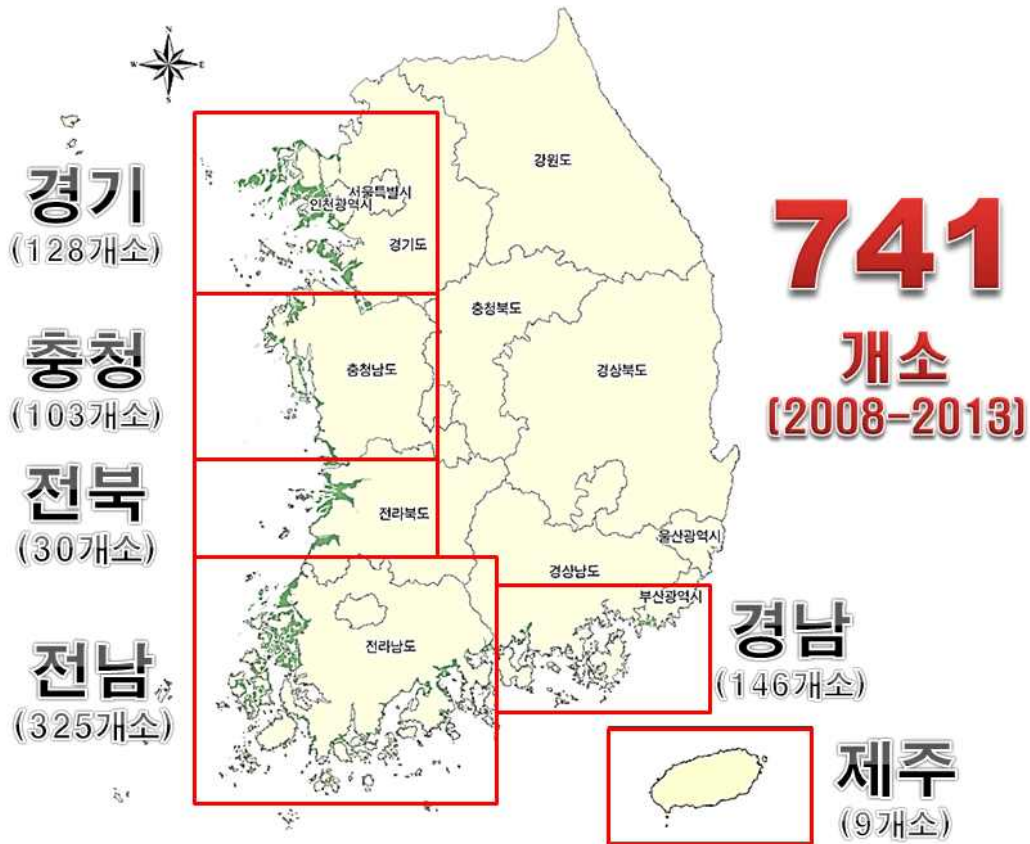 N
W
E
S
경기
(128개소)
충청
(103개소)
전북
(30개소)
전남
(325개소)
강원도
서울특별시
인천광역시
경기도
충청북도
충청남도
경상북도
전라북도
울산광역시
경상남도
부산광역시
전라남도
741
개소
(2008-2013)
경남
(146개소)
제주
(9개소)